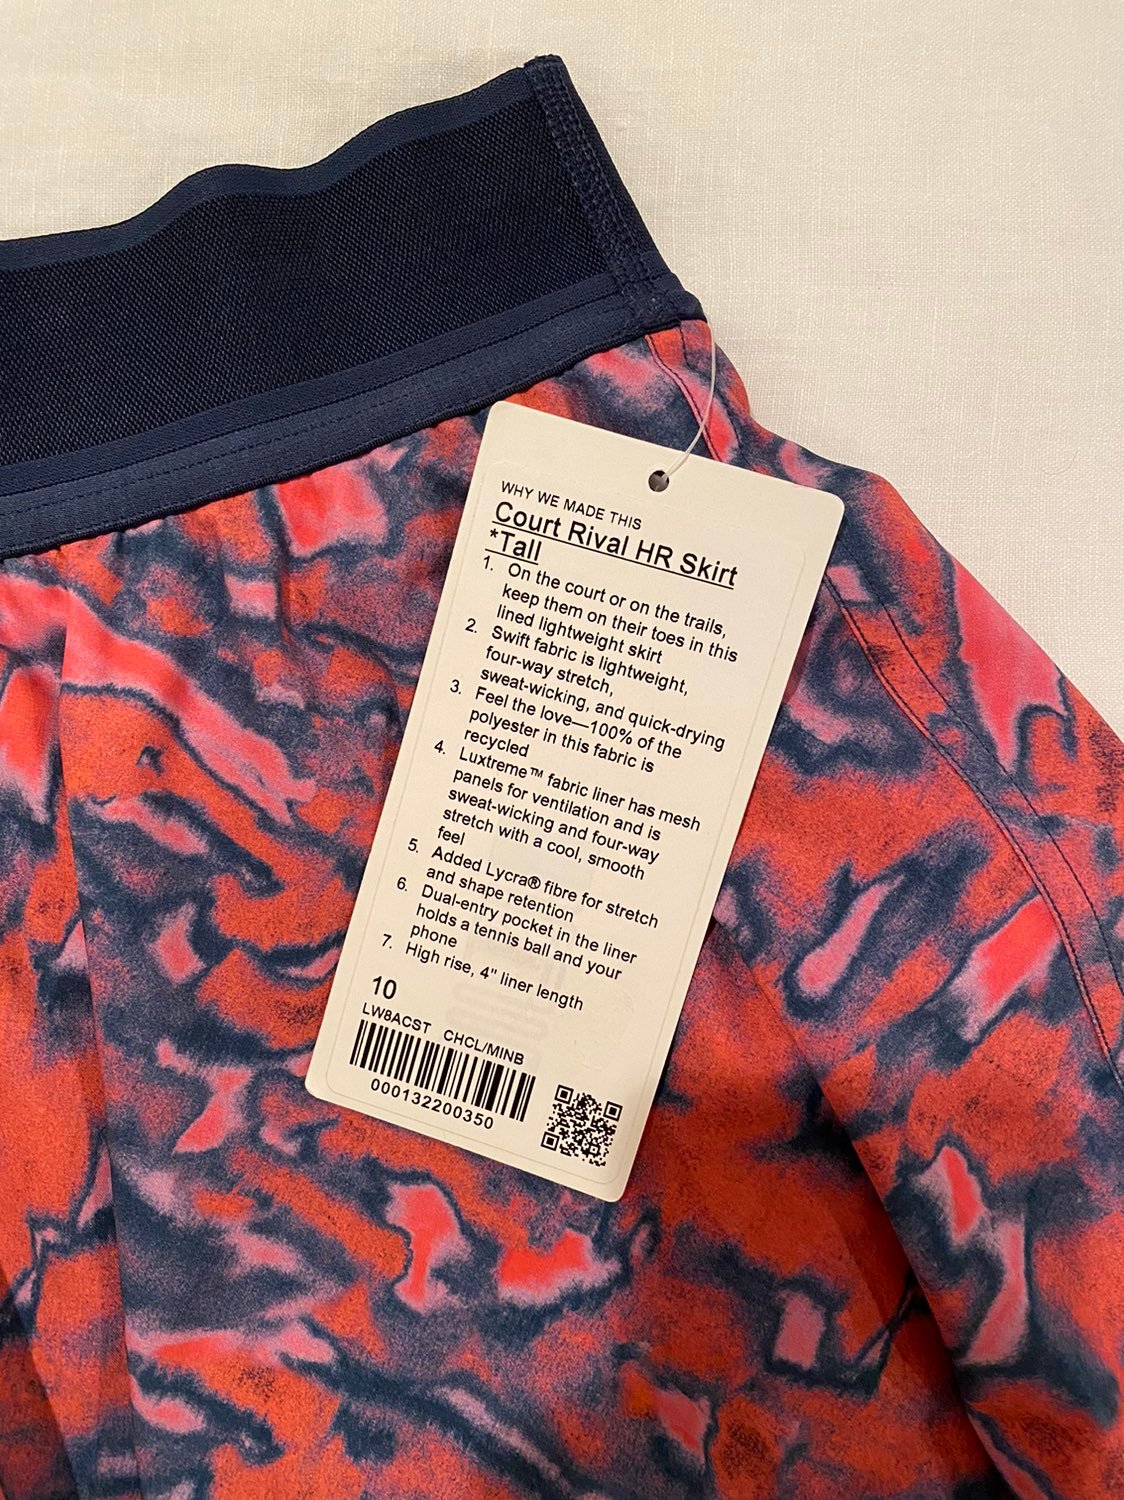 WHY WE MADE THIS
Court Rival HR Skirt
*Tall
1. On the court or on the trails,
keep them on their toes in this
lined lightweight skirt
2. Swift fabric is lightweight,
four-way stretch,
sweat-wicking, and quick-drying
3. Feel the love—100% of the
polyester in this fabric is
recycled
4. Luxtreme™ fabric liner has mesh
panels for ventilation and is
sweat-wicking and four-way
stretch with a cool, smooth
feel
5. Added Lycra® fibre for stretch
and shape retention
6. Dual-entry pocket in the liner
holds a tennis ball and your
phone
7. High rise, 4" liner length
10
LW8ACST CHCL/MINB
000132200350